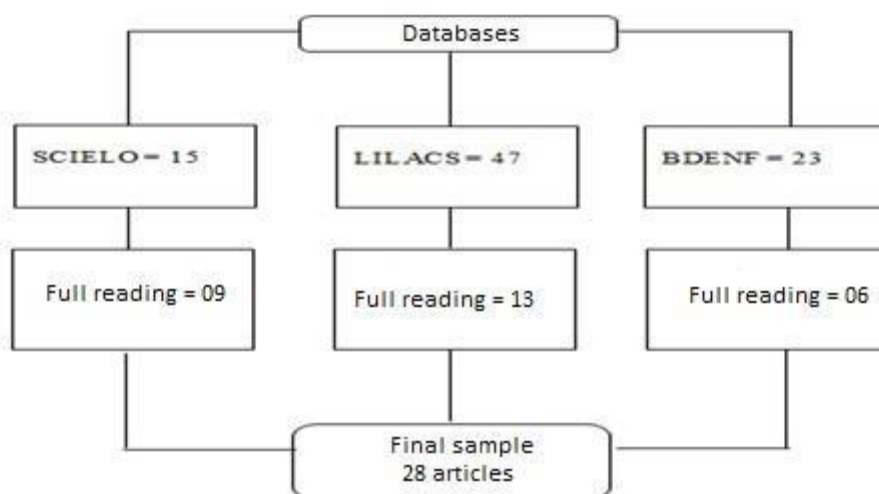 Databases
SCIELO = 15
LILACS = 47
BDENF = 23
Full reading = 09
Full reading = 13
Full reading = 06
Final sample
28 articles